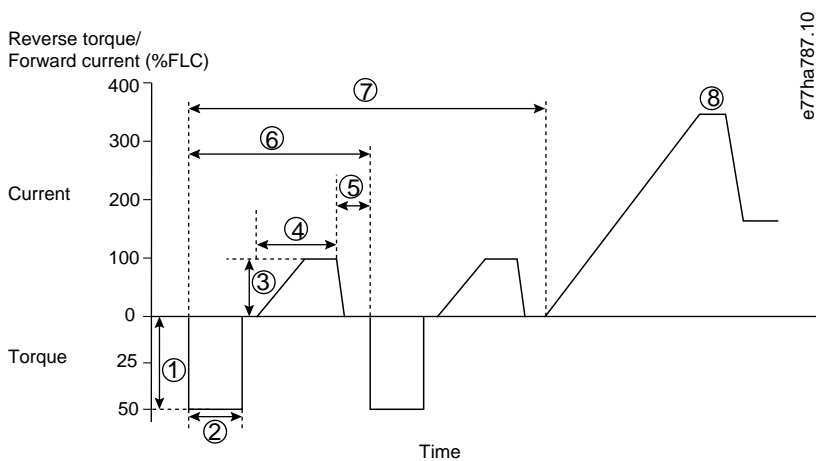 Reverse torque/
Forward current (%FLC)
400
300
Current
200
100
0
Torque
25
50
Time
①
②
③
④
⑤
⑥
⑦
⑧
e77ha787.10